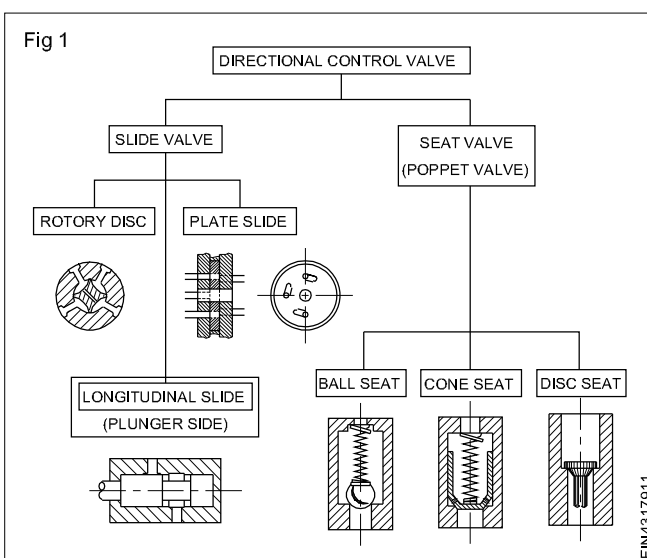 Fig 1
DIRECTIONAL CONTROL VALVE
SLIDE VALVE
SEAT VALVE
(POPPET VALVE)
ROTORY DISC
PLATE SLIDE
LONGITUDINAL SLIDE
(PLUNGER SIDE)
BALL SEAT
CONE SEAT
DISC SEAT
FIN4317911